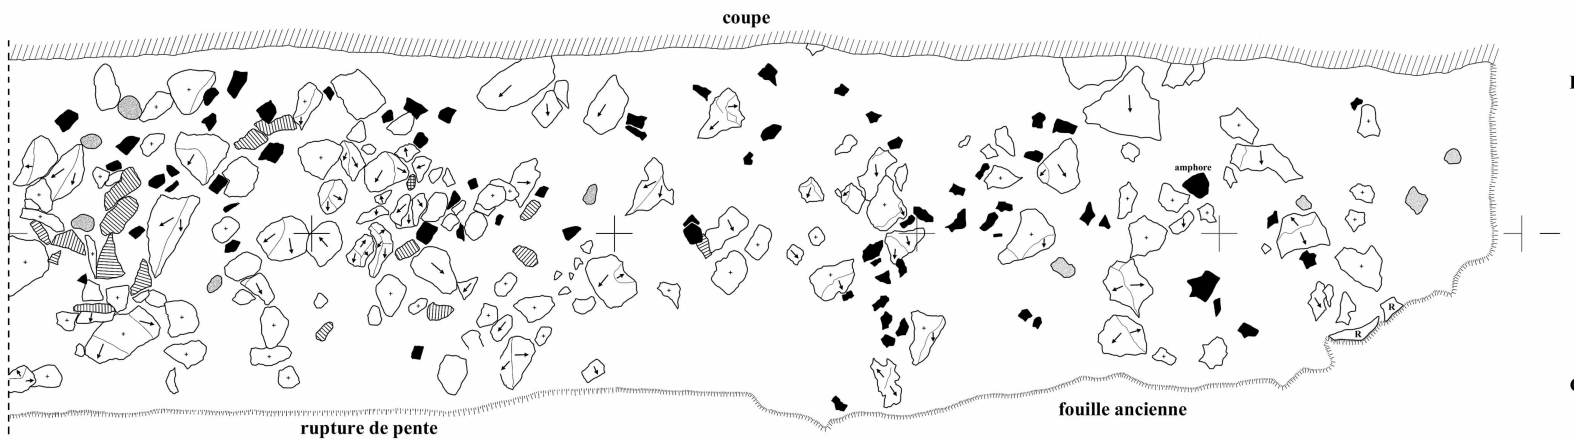 coupe
amphore
R
R
fouille ancienne
rupture de pente